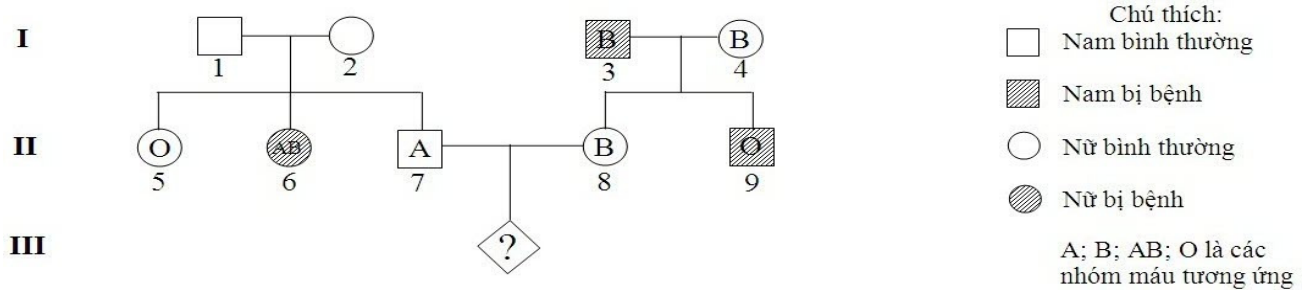 Chú thích:
I
B
B
Nam bình thường
1
2
3
4
Nam bị bệnh
II
O
AB
A
B
O
Nữ bình thường
5
6
7
8
9
Nữ bị bệnh
III
?
A; B; AB; O là các
nhóm máu tương ứng